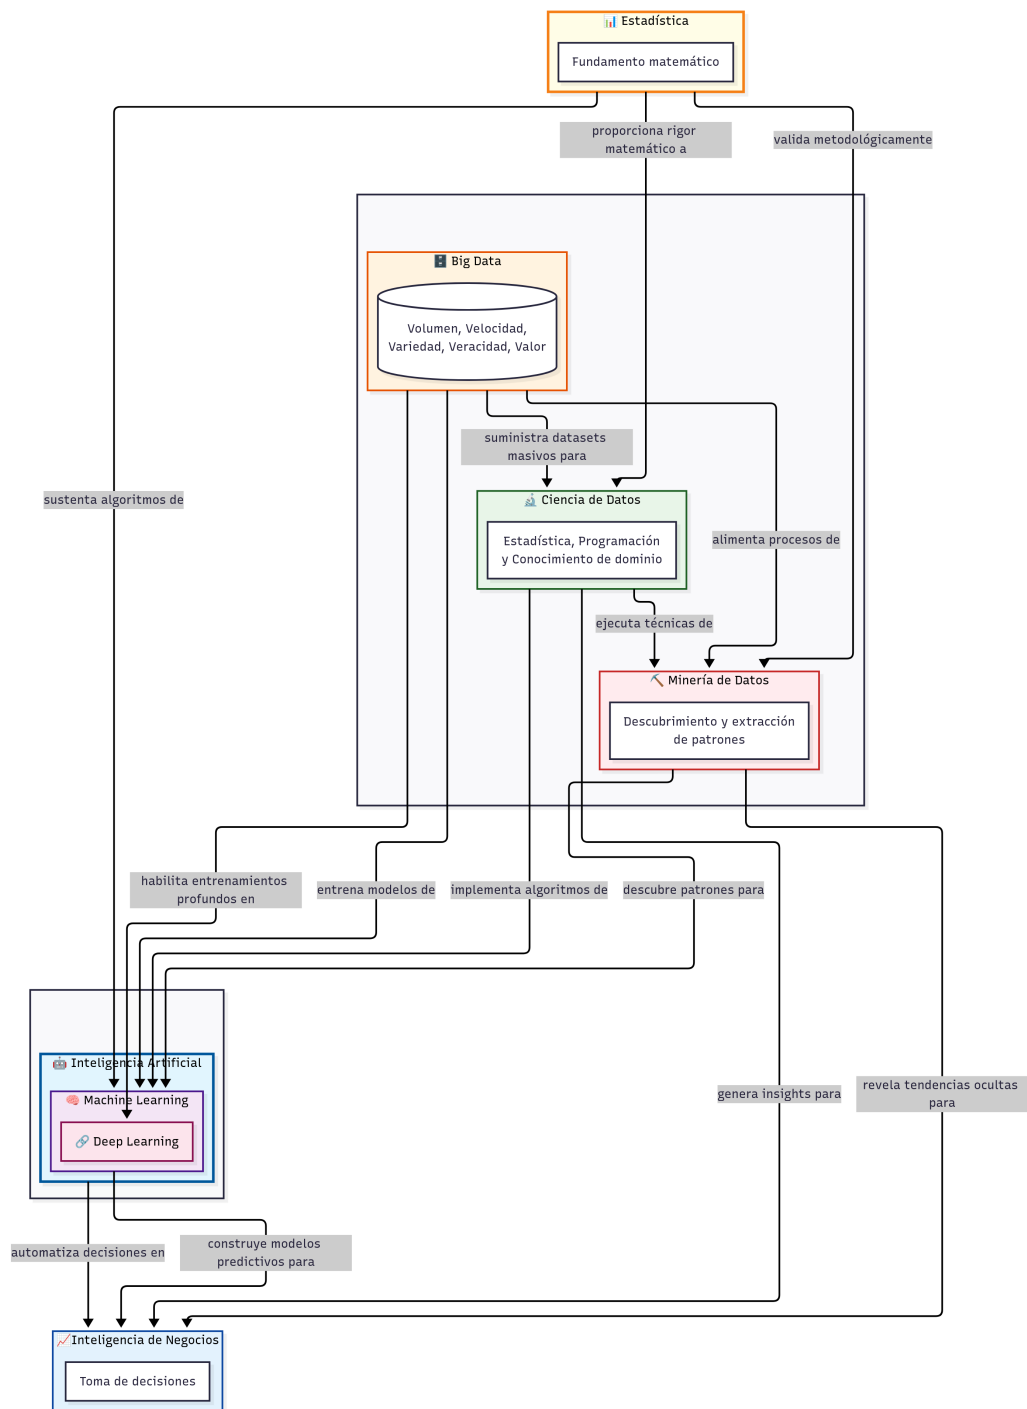 📊 Estadística
Fundamento matemático
proporciona rigor
matemático a
valida metodológicamente
🗄️ Big Data
Volumen, Velocidad,
Variedad, Veracidad, Valor
suministra datasets
masivos para
sustenta algoritmos de
🔬 Ciencia de Datos
Estadística, Programación
y Conocimiento de dominio
alimenta procesos de
ejecuta técnicas de
⛏️ Minería de Datos
Descubrimiento y extracción
de patrones
habilita entrenamientos
profundos en
entrena modelos de
implementa algoritmos de
descubre patrones para
🤖 Inteligencia Artificial
🧠 Machine Learning
🔗 Deep Learning
genera insights para
revela tendencias ocultas
para
automatiza decisiones en
construye modelos
predictivos para
📈Inteligencia de Negocios
Toma de decisiones